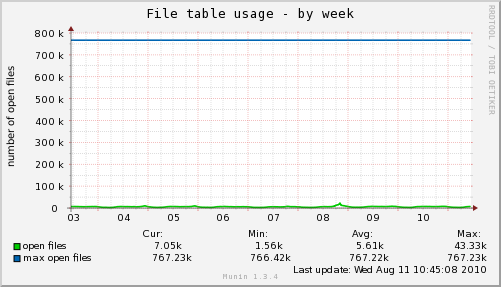 File table usage - by week
RRDTOOL / TOBI OETIKER
number of open files
800 k
700 k
600 k
500 k
400 k
300 k
200 k
100 k
0
03 04 05 06 07 08 09 10
Cur: Min: Avg: Max:
open files 7.05k 1.56k 5.61k 43.33k
max open files 767.23k 766.42k 767.22k 767.23k
Last update: Wed Aug 11 10:45:08 2010
Munin 1.3.4